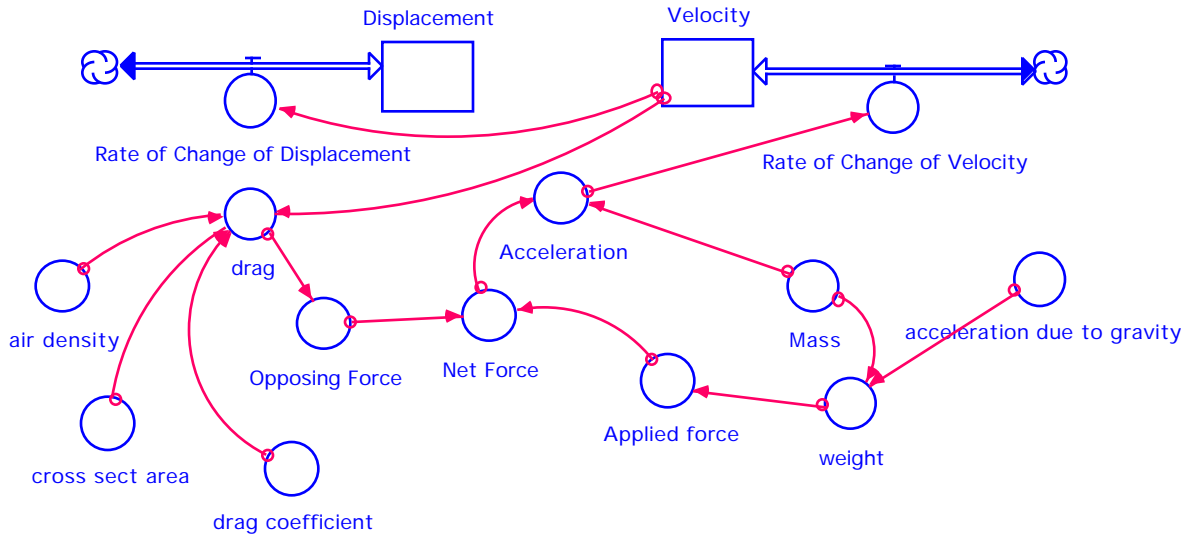 Displacement
Velocity
Rate of Change of Displacement
Rate of Change of Velocity
drag
Acceleration
air density
Mass
acceleration due to gravity
Opposing Force
Net Force
Applied force
weight
cross sect area
drag coefficient